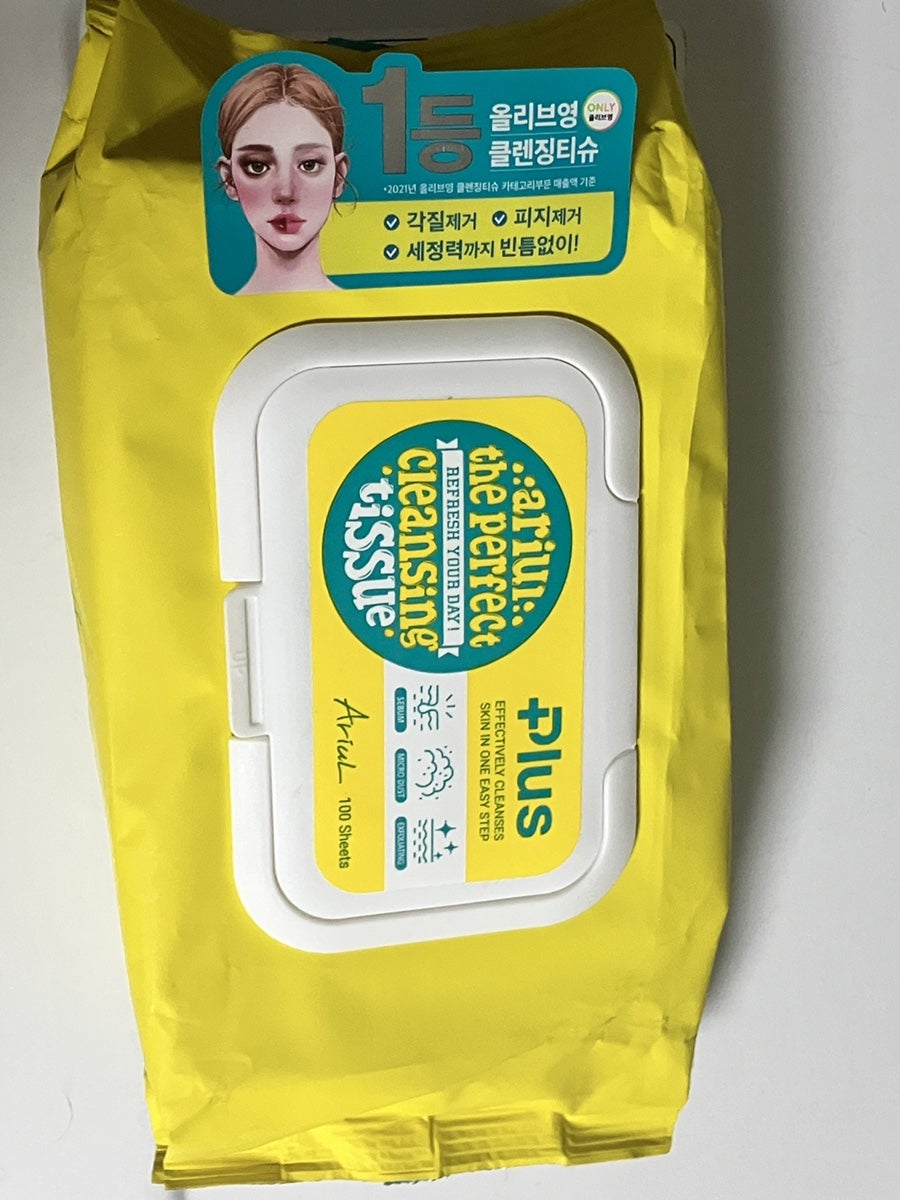 1등
올리브영
클렌징티슈
ONLY
올리브영
•2021년 올리브영 클렌징티슈 카테고리부문 매출액 기준
각질제거 피지제거
세정력까지 빈틈없이!
:ariul:
the perfect
REFRESH YOUR DAY!
cleansing
tissue
+Plus
EFFECTIVELY CLEANSES
SKIN IN ONE EASY STEP
SEBUM
MICRO DUST
EXFOLIATING
Ariul 100 Sheets
UP